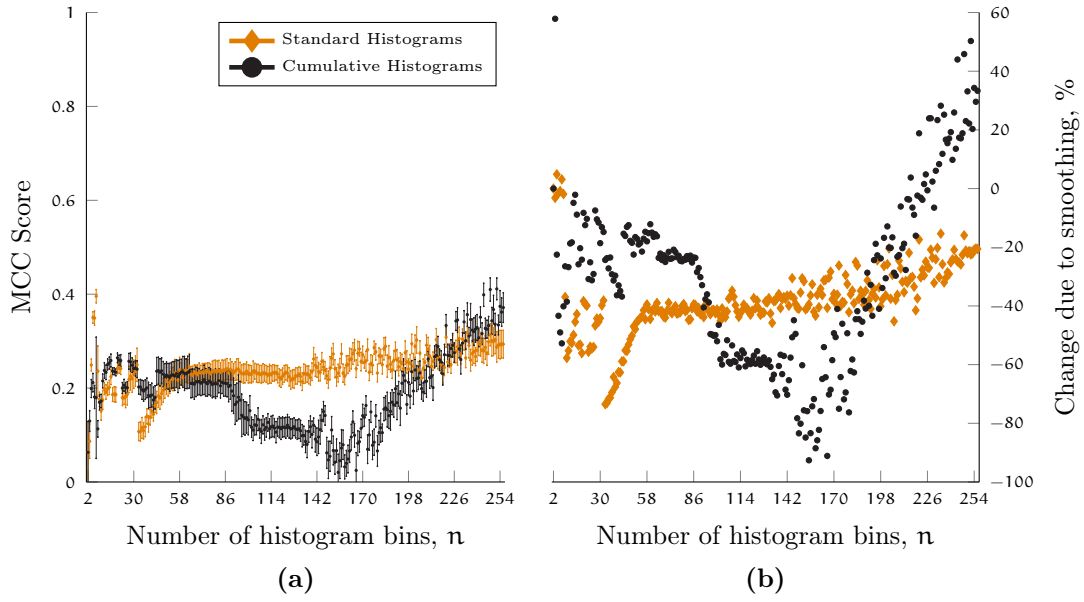 1
0.8
0.6
0.4
0.2
0
MCC Score
Standard Histograms
Cumulative Histograms
2 30 58 86 114 142 170 198 226 254
Number of histogram bins, n
(a)
60
40
20
0
−20
−40
−60
−80
−100
Change due to smoothing, %
2 30 58 86 114 142 170 198 226 254
Number of histogram bins, n
(b)